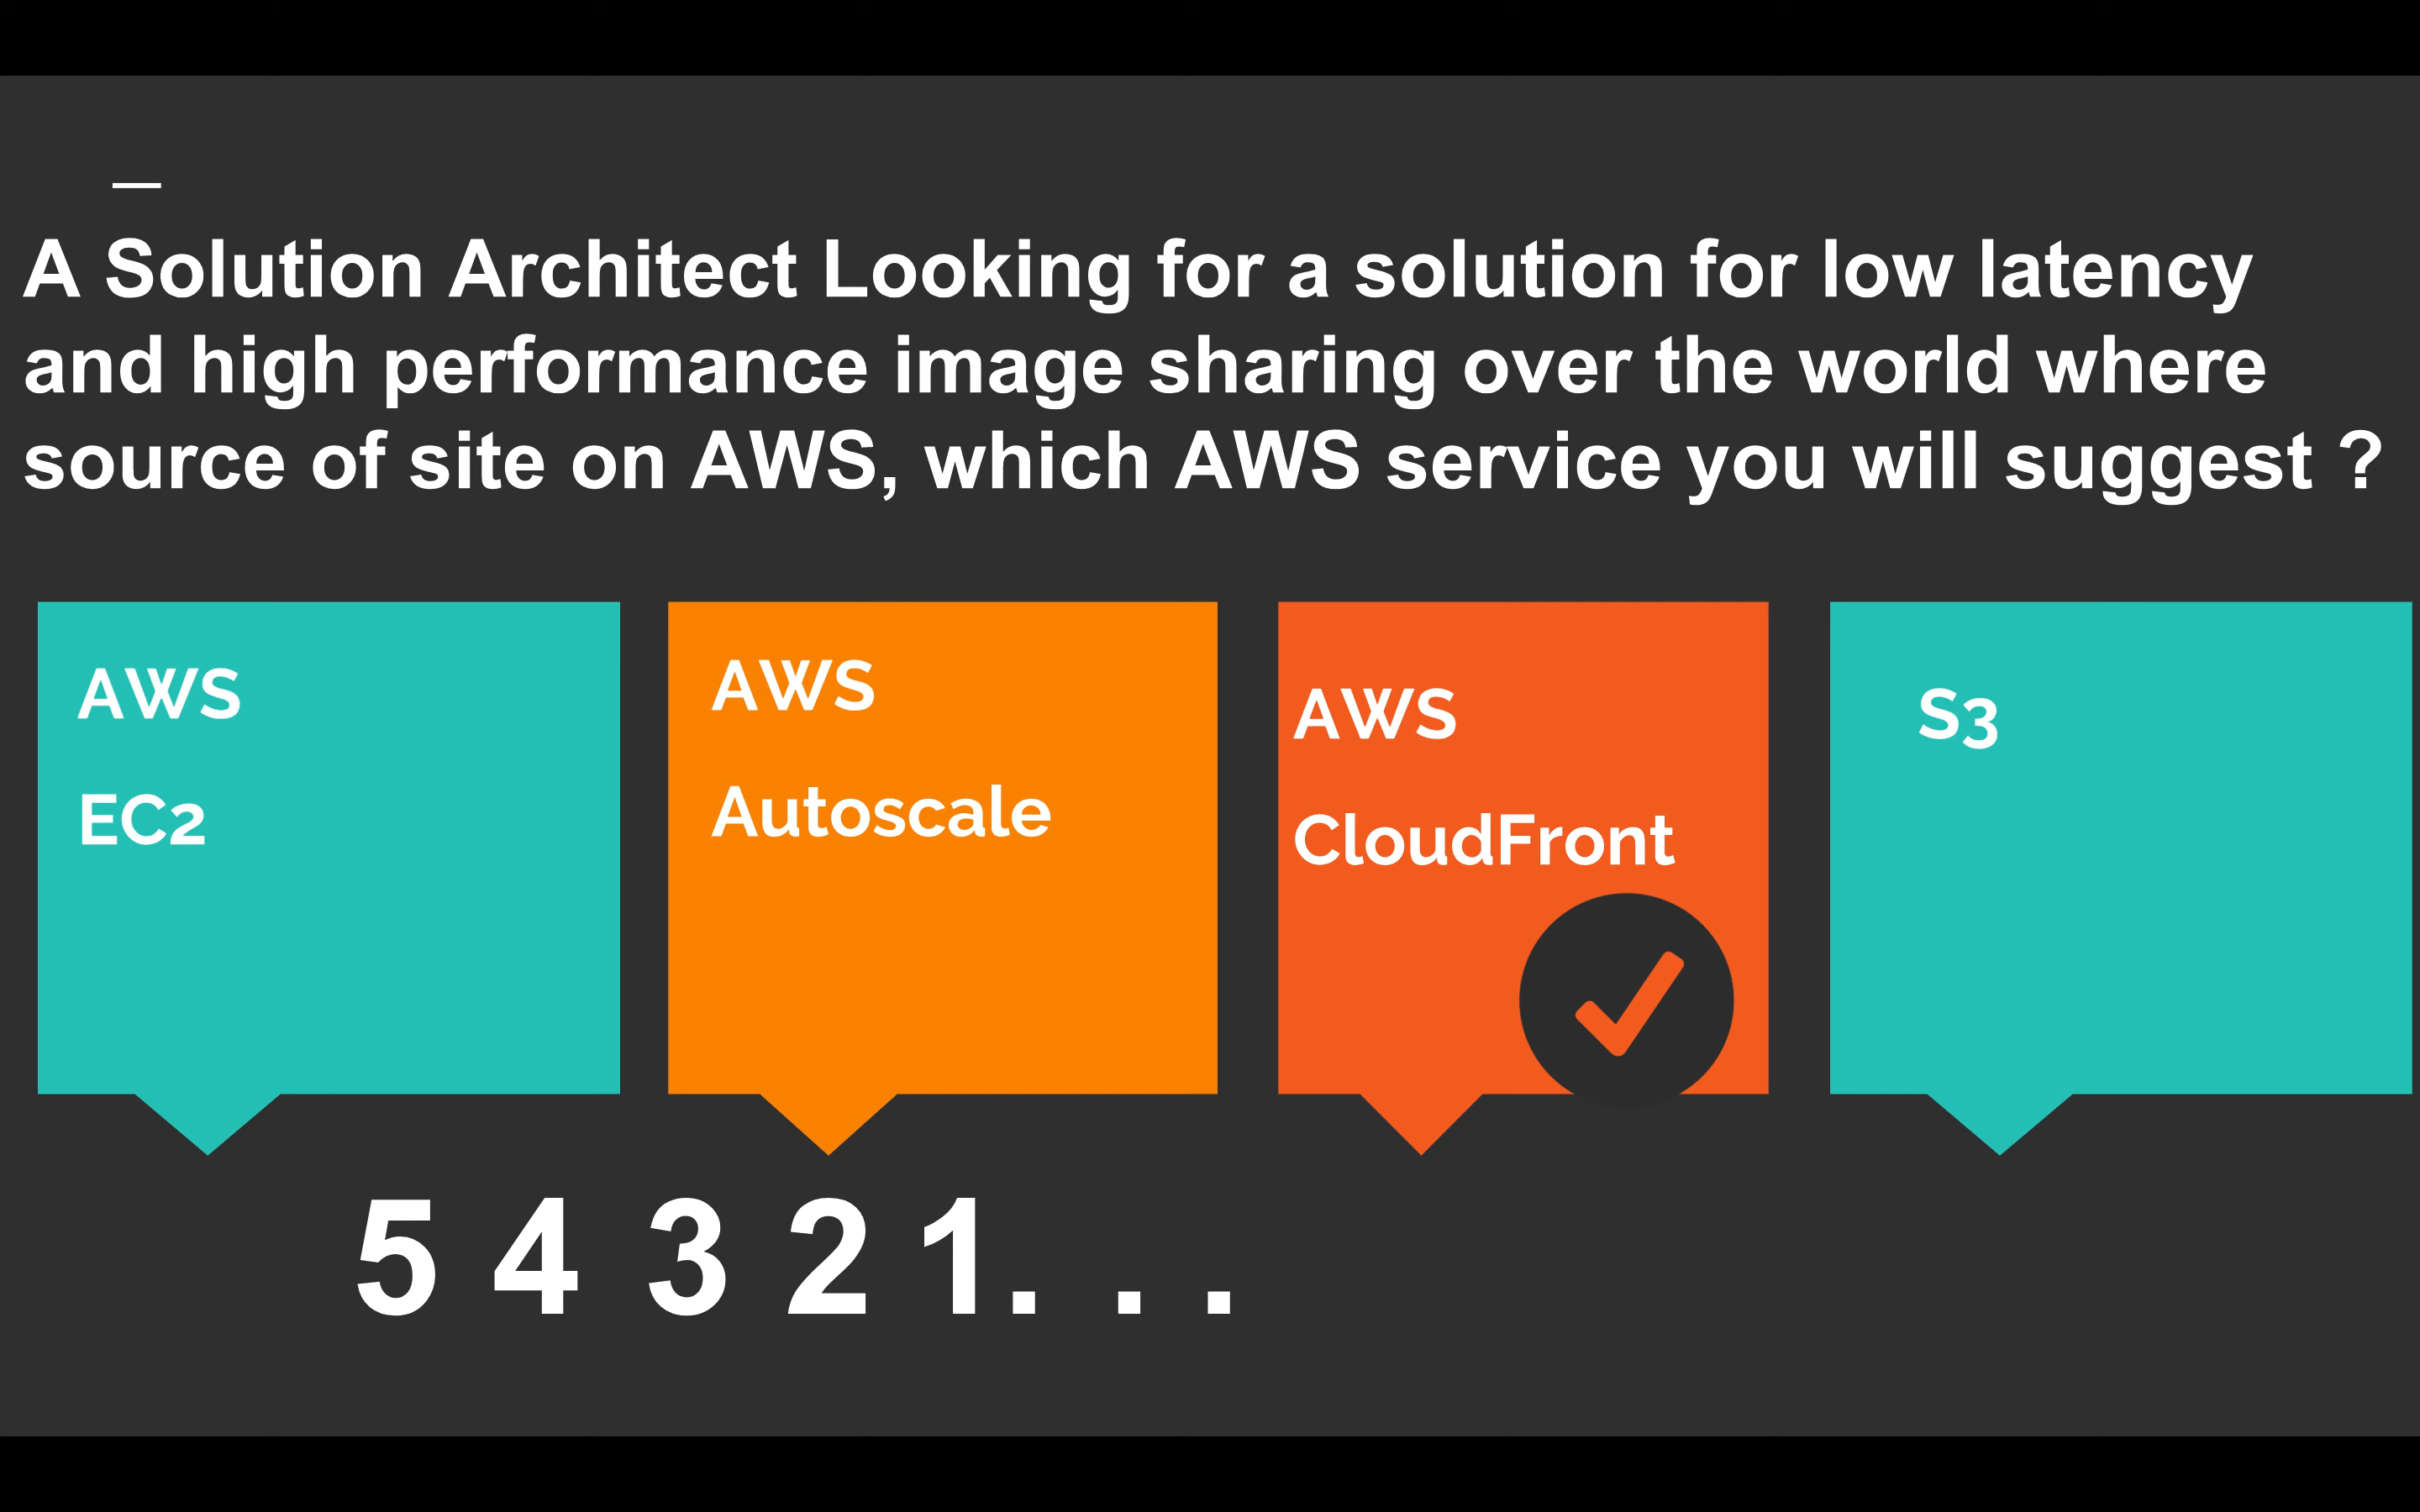 A Solution Architect Looking for a solution for low latency
and high performance image sharing over the world where
source of site on AWS, which AWS service you will suggest ?
AWS
EC2
AWS
Autoscale
AWS
CloudFront
S3
5 4 3 2 1. . .